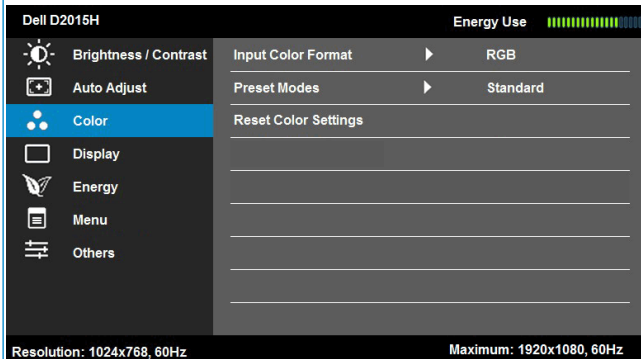 Dell D2015H Energy Use
Brightness / Contrast Input Color Format RGB
Auto Adjust Preset Modes Standard
Color Reset Color Settings
Display
Energy
Menu
Others
Resolution: 1024x768, 60Hz Maximum: 1920x1080, 60Hz